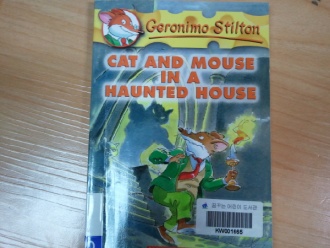 Geronimo Stilton
CAT AND MOUSE
IN A
HAUNTED HOUSE
KW001665